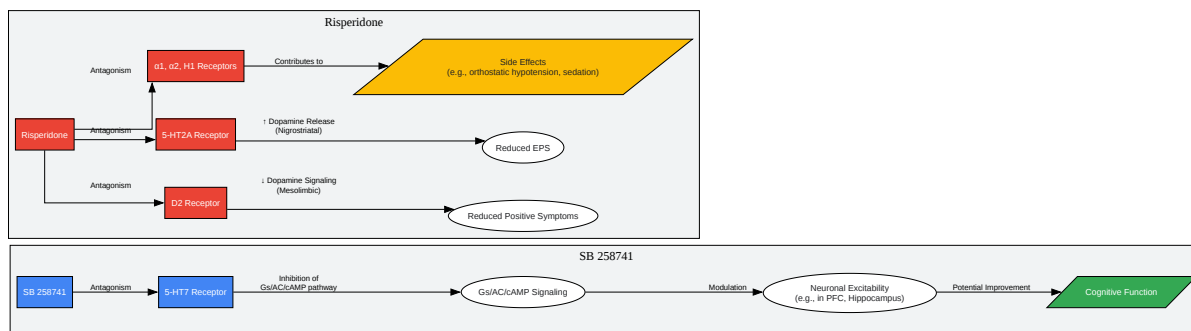 Risperidone
Antagonism
α1, α2, H1 Receptors
Contributes to
Side Effects
(e.g., orthostatic hypotension, sedation)
Risperidone
Antagonism
5-HT2A Receptor
↑ Dopamine Release
(Nigrostriatal)
Reduced EPS
Antagonism
D2 Receptor
↓ Dopamine Signaling
(Mesolimbic)
Reduced Positive Symptoms
SB 258741
SB 258741
Antagonism
5-HT7 Receptor
Inhibition of
Gs/AC/cAMP pathway
Gs/AC/cAMP Signaling
Modulation
Neuronal Excitability
(e.g., in PFC, Hippocampus)
Potential Improvement
Cognitive Function